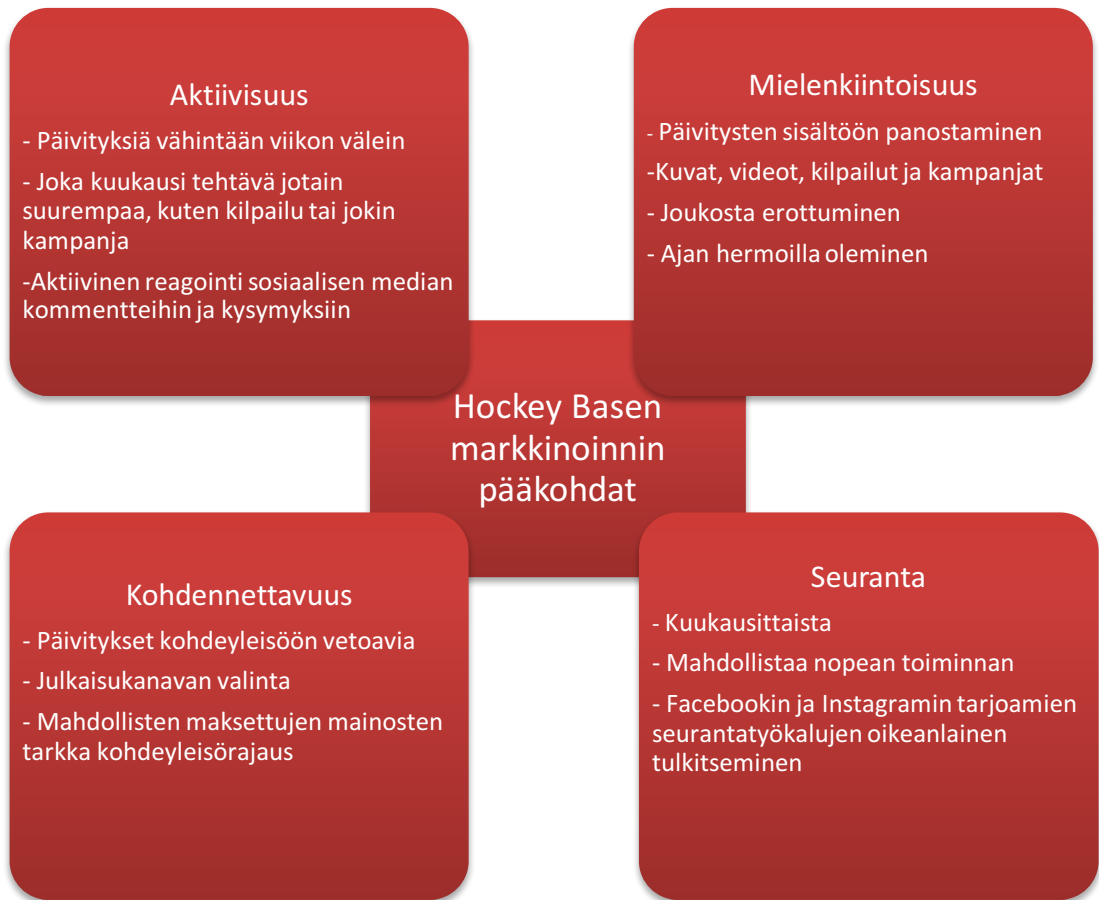 Aktiivisuus
- Päivityksiä vähintään viikon välein
- Joka kuukausi tehtävä jotain
suurempaa, kuten kilpailu tai jokin
kampanja
-Aktiivinen reagointi sosiaalisen median
kommentteihin ja kysymyksiin
Mielenkiintoisuus
- Päivitysten sisältöön panostaminen
-Kuvat, videot, kilpailut ja kampanjat
- Joukosta erottuminen
- Ajan hermoilla oleminen
Hockey Basen
markkinoinnin
pääkohdat
Kohdennettavuus
- Päivitykset kohdeyleisöön vetoavia
- Julkaisukanavan valinta
- Mahdollisten maksettujen mainosten
tarkka kohdeyleisörajaus
Seuranta
- Kuukausittaista
- Mahdollistaa nopean toiminnan
- Facebookin ja Instagramin tarjoamien
seurantatyökalujen oikeanlainen
tulkitseminen